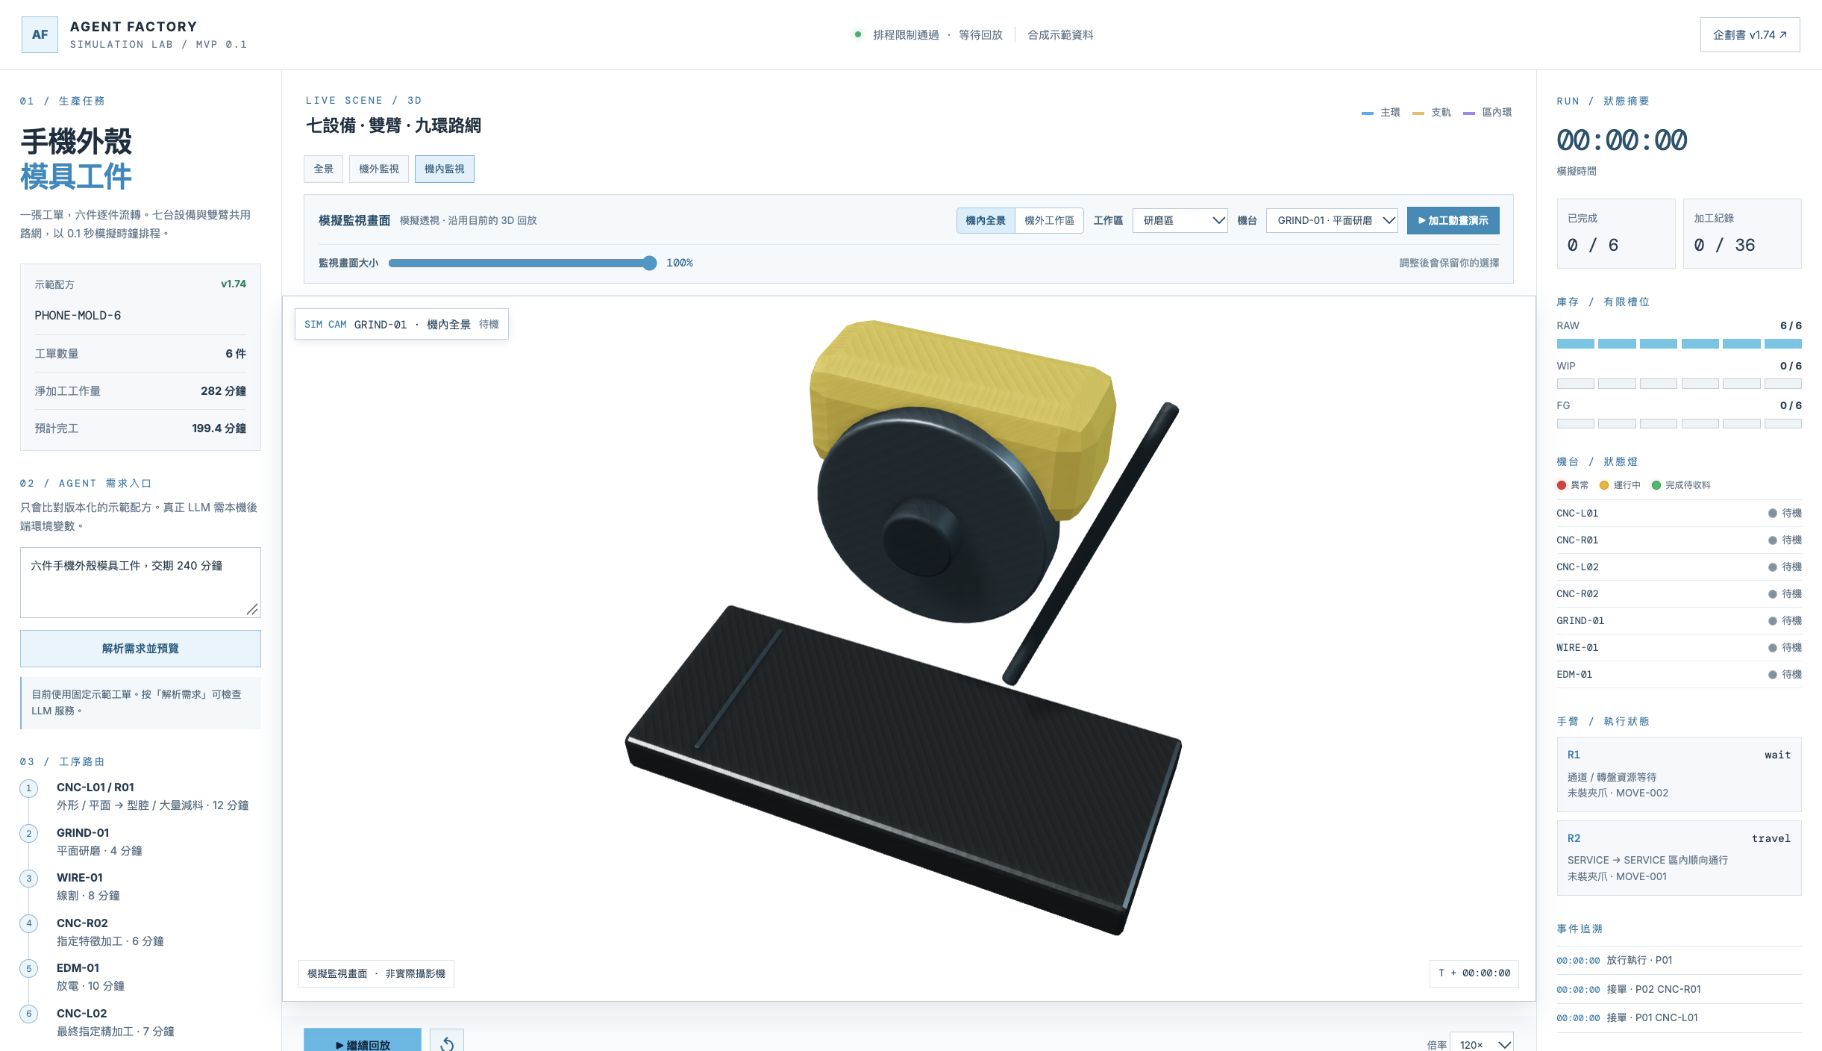 AF
AGENT FACTORY
SIMULATION LAB / MVP 0.1
排程限制通過 · 等待回放
合成示範資料
企劃書 v1.74 ↗
01 / 生產任務
手機外殼
模具工件
一張工單，六件逐件流轉。七台設備與雙臂共用
路網，以 0.1 秒模擬時鐘排程。
示範配方 v1.74
PHONE-MOLD-6
工單數量 6 件
淨加工工作量 282 分鐘
預計完工 199.4 分鐘
02 / AGENT 需求入口
只會比對版本化的示範配方。真正 LLM 需本機後
端環境變數。
六件手機外殼模具工件，交期 240 分鐘
解析需求並預覽
目前使用固定示範工單。按「解析需求」可檢查
LLM 服務。
03 / 工序路由
1 CNC-L01 / R01
外形 / 平面 → 型腔 / 大量減料 · 12 分鐘
2 GRIND-01
平面研磨 · 4 分鐘
3 WIRE-01
線割 · 8 分鐘
4 CNC-R02
指定特徵加工 · 6 分鐘
5 EDM-01
放電 · 10 分鐘
6 CNC-L02
最終指定精加工 · 7 分鐘
LIVE SCENE / 3D
七設備 · 雙臂 · 九環路網
主環 支軌 區內環
全景 機外監視 機內監視
模擬監視畫面 模擬透視 · 沿用目前的 3D 回放
機內全景 機外工作區 工作區 研磨區 機台 GRIND-01 · 平面研磨 ▶ 加工動畫演示
監視畫面大小 100% 調整後會保留你的選擇
SIM CAM GRIND-01 · 機內全景 待機
模擬監視畫面 · 非實際攝影機
T + 00:00:00
▶ 繼續回放
倍率 120×
RUN / 狀態摘要
00:00:00
模擬時間
已完成
0 / 6
加工紀錄
0 / 36
庫存 / 有限槽位
RAW 6 / 6
WIP 0 / 6
FG 0 / 6
機台 / 狀態燈
異常 運行中 完成待收料
CNC-L01 待機
CNC-R01 待機
CNC-L02 待機
CNC-R02 待機
GRIND-01 待機
WIRE-01 待機
EDM-01 待機
手臂 / 執行狀態
R1 wait
通道 / 轉盤資源等待
未裝夾爪 · MOVE-002
R2 travel
SERVICE → SERVICE 區內順向通行
未裝夾爪 · MOVE-001
事件追溯
00:00:00 放行執行 · P01
00:00:00 接單 · P02 CNC-R01
00:00:00 接單 · P01 CNC-L01